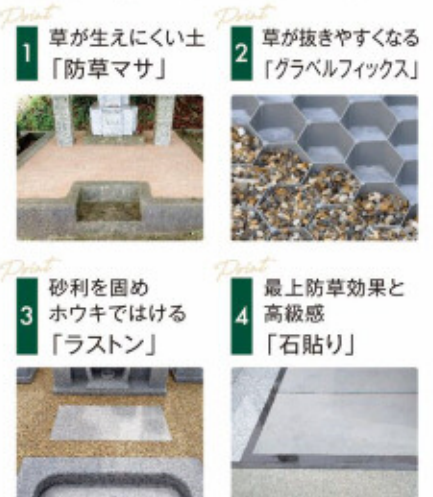 Point
1
草が生えにくい土
「防草マサ」
Point
2
草が抜きやすくなる
「グラベルフィックス」
Point
3
砂利を固め
ホウキではける
「ラストン」
Point
4
最上防草効果と
高級感
「石貼り」